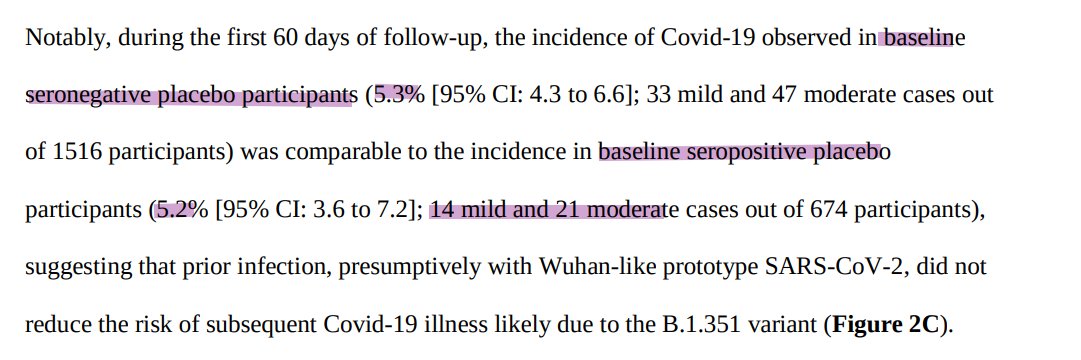 Notably, during the first 60 days of follow-up, the incidence of Covid-19 observed in baseline
seronegative placebo participants (5.3% [95% CI: 4.3 to 6.6]; 33 mild and 47 moderate cases out
of 1516 participants) was comparable to the incidence in baseline seropositive placebo
participants (5.2% [95% CI: 3.6 to 7.2]; 14 mild and 21 moderate cases out of 674 participants),
suggesting that prior infection, presumptively with Wuhan-like prototype SARS-CoV-2, did not
reduce the risk of subsequent Covid-19 illness likely due to the B.1.351 variant (Figure 2C).